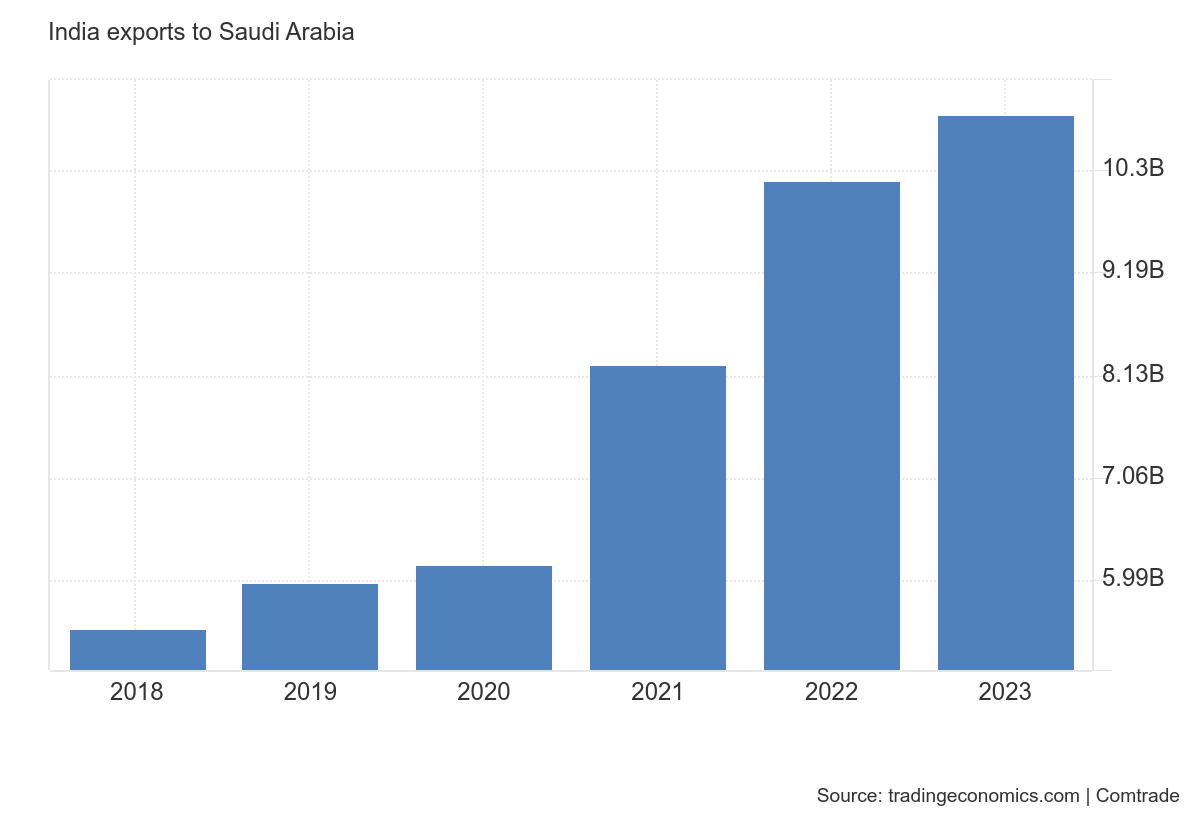 India exports to Saudi Arabia
10.3B
9.19B
8.13B
7.06B
5.99B
2018 2019 2020 2021 2022 2023
Source: tradingeconomics.com | Comtrade